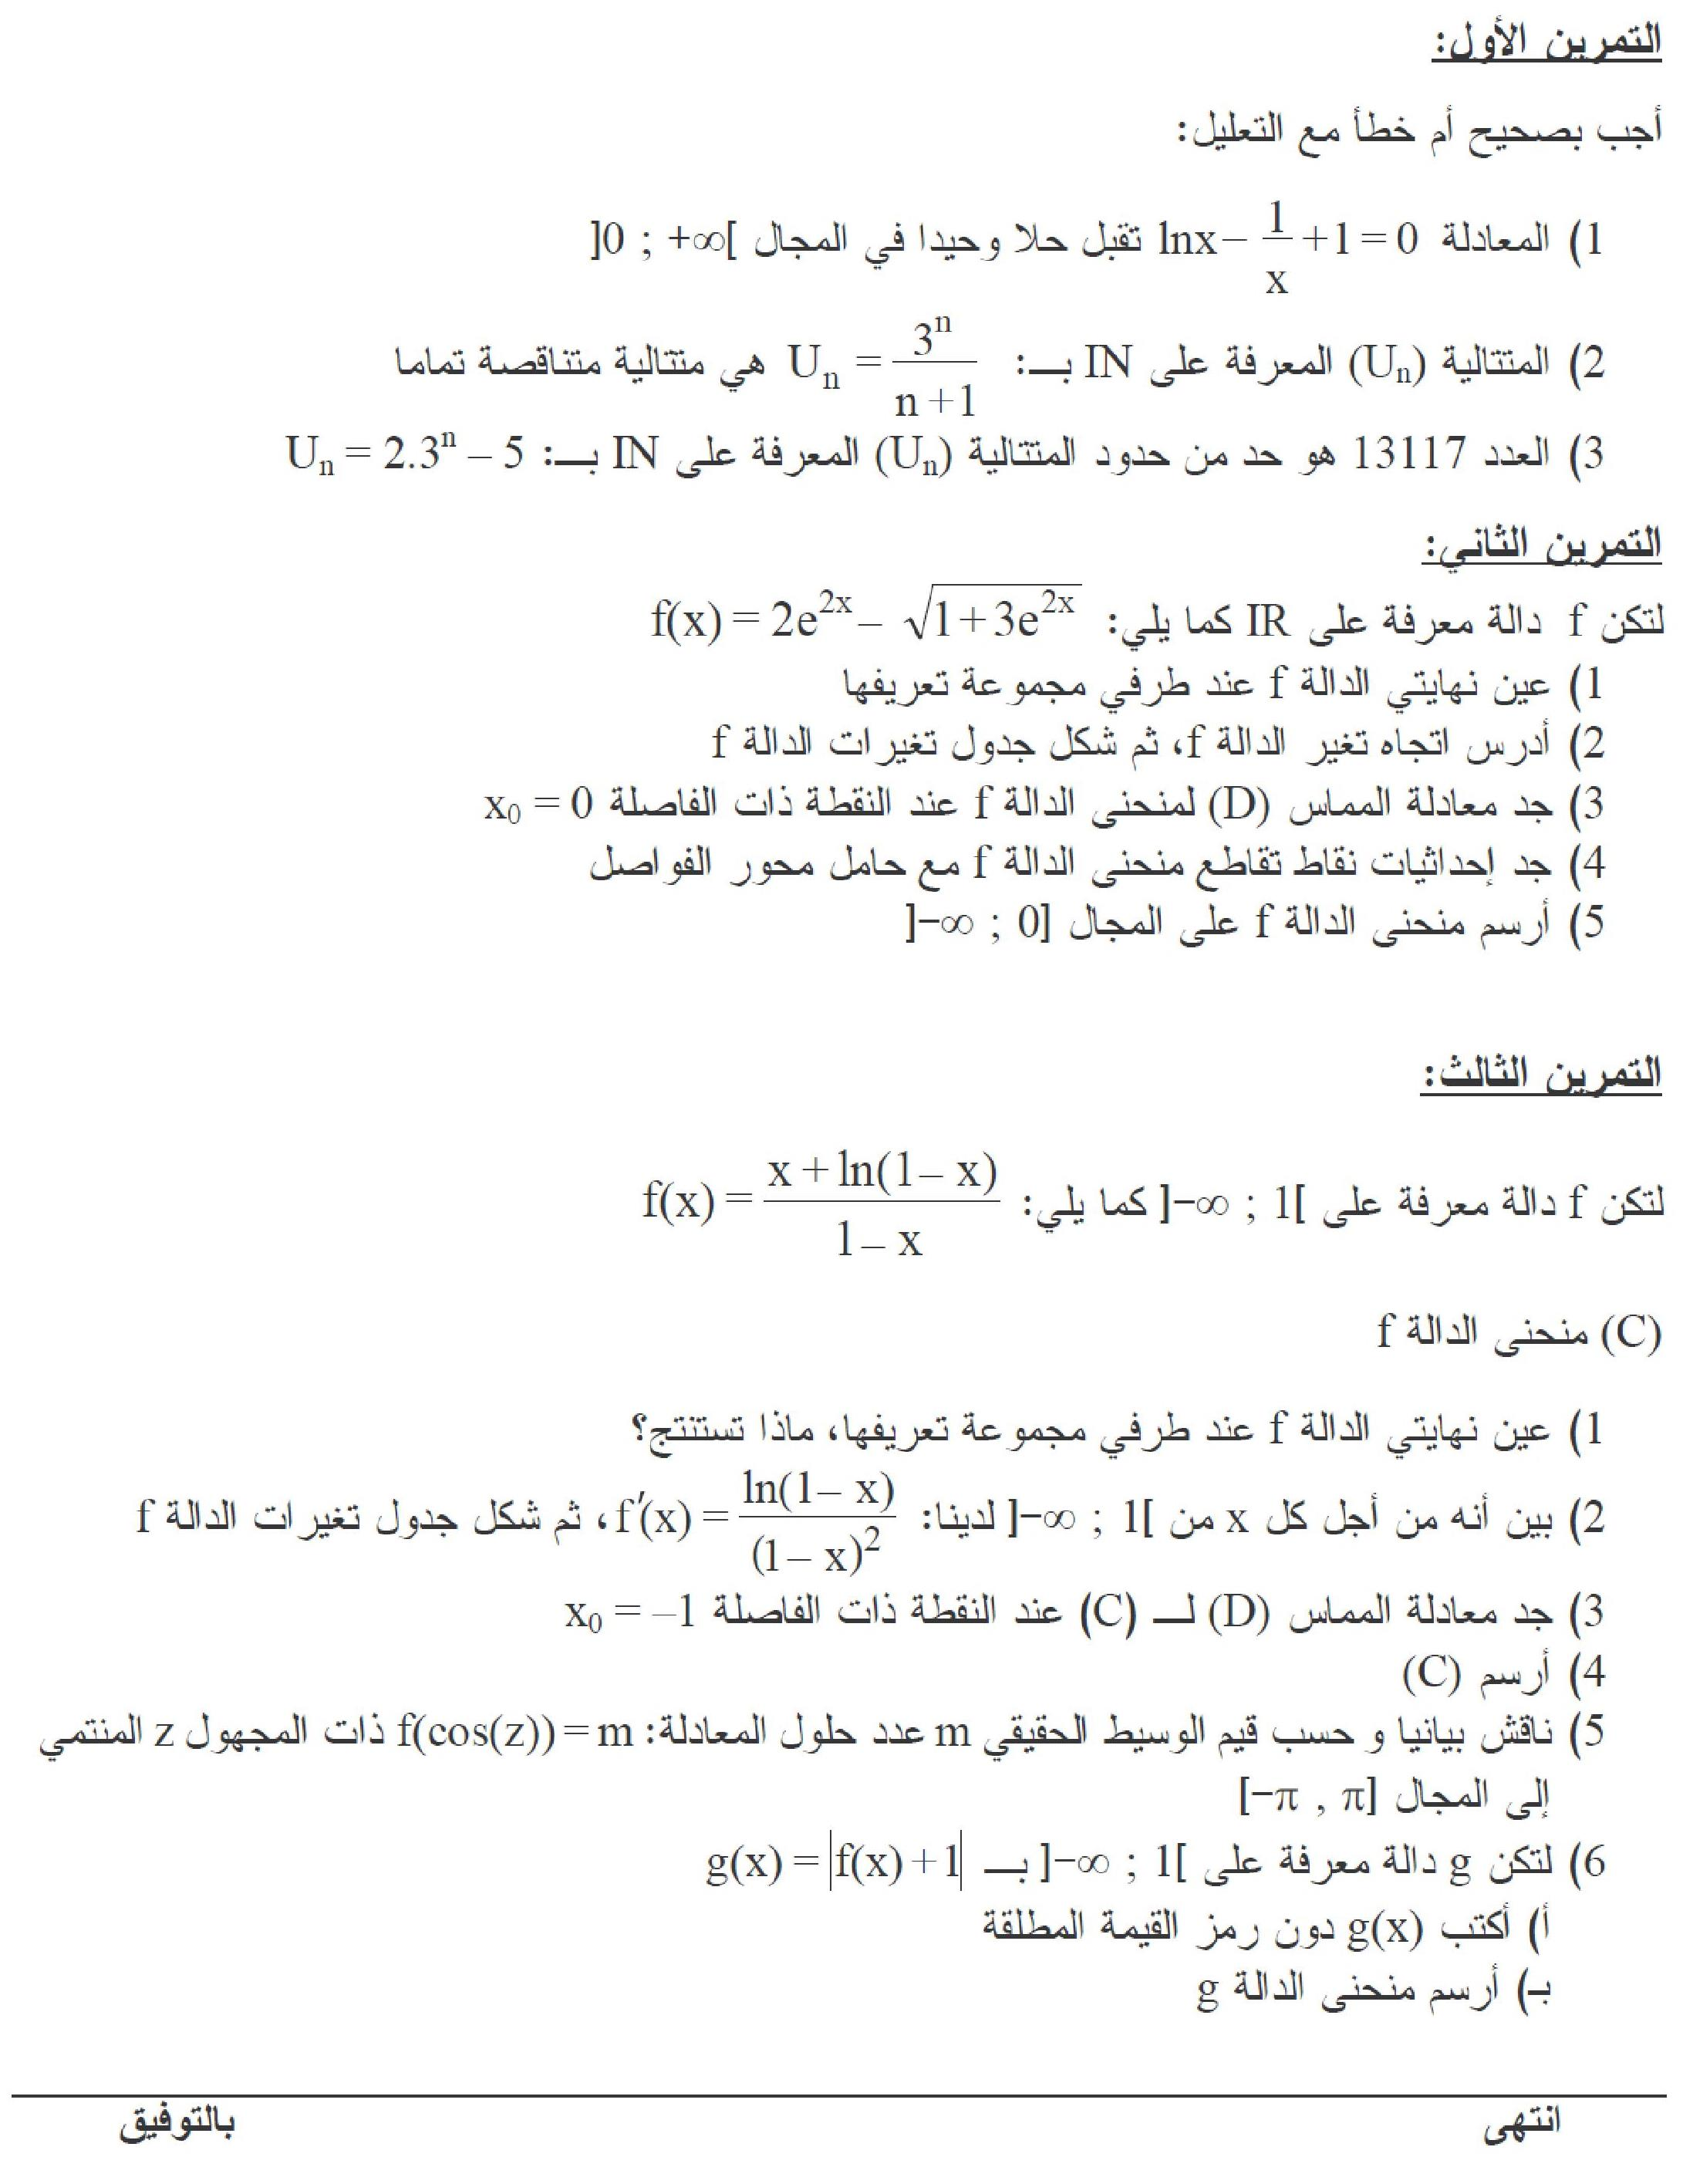 التمرين الأول:
أجب بصحيح أم خطأ مع التعليل:
1) المعادلة lnx – 1/x + 1 = 0 تقبل حلا وحيدا في المجال ]0 ; +∞[
2) المتتالية (Un) المعرفة على IN بـ: Un = 3^n/(n+1) هي متتالية متناقصة تماما
3) العدد 13117 هو حد من حدود المتتالية (Un) المعرفة على IN بـ: Un = 2.3^n – 5
التمرين الثاني:
لتكن f دالة معرفة على IR كما يلي: f(x) = 2e^2x – √(1+3e^2x)
1) عين نهايتي الدالة f عند طرفي مجموعة تعريفها
2) أدرس اتجاه تغير الدالة f، ثم شكل جدول تغيرات الدالة f
3) جد معادلة المماس (D) لمنحنى الدالة f عند النقطة ذات الفاصلة x0 = 0
4) جد إحداثيات نقاط تقاطع منحنى الدالة f مع حامل محور الفواصل
5) أرسم منحنى الدالة f على المجال ]–∞ ; 0]
التمرين الثالث:
لتكن f دالة معرفة على ]–∞ ; 1[ كما يلي: f(x) = (x + ln(1 – x))/(1 – x)
(C) منحنى الدالة f
1) عين نهايتي الدالة f عند طرفي مجموعة تعريفها، ماذا تستنتج؟
2) بين أنه من أجل كل x من ]–∞ ; 1[ لدينا: f′(x) = ln(1 – x)/(1 – x)^2، ثم شكل جدول تغيرات الدالة f
3) جد معادلة المماس (D) لـــ (C) عند النقطة ذات الفاصلة x0 = –1
4) أرسم (C)
5) ناقش بيانيا و حسب قيم الوسيط الحقيقي m عدد حلول المعادلة: f(cos(z)) = m ذات المجهول z المنتمي
إلى المجال [–π , π]
6) لتكن g دالة معرفة على ]–∞ ; 1[ بـــ g(x) = |f(x) + 1|
أ) أكتب g(x) دون رمز القيمة المطلقة
بـ) أرسم منحنى الدالة g
انتهى بالتوفيق